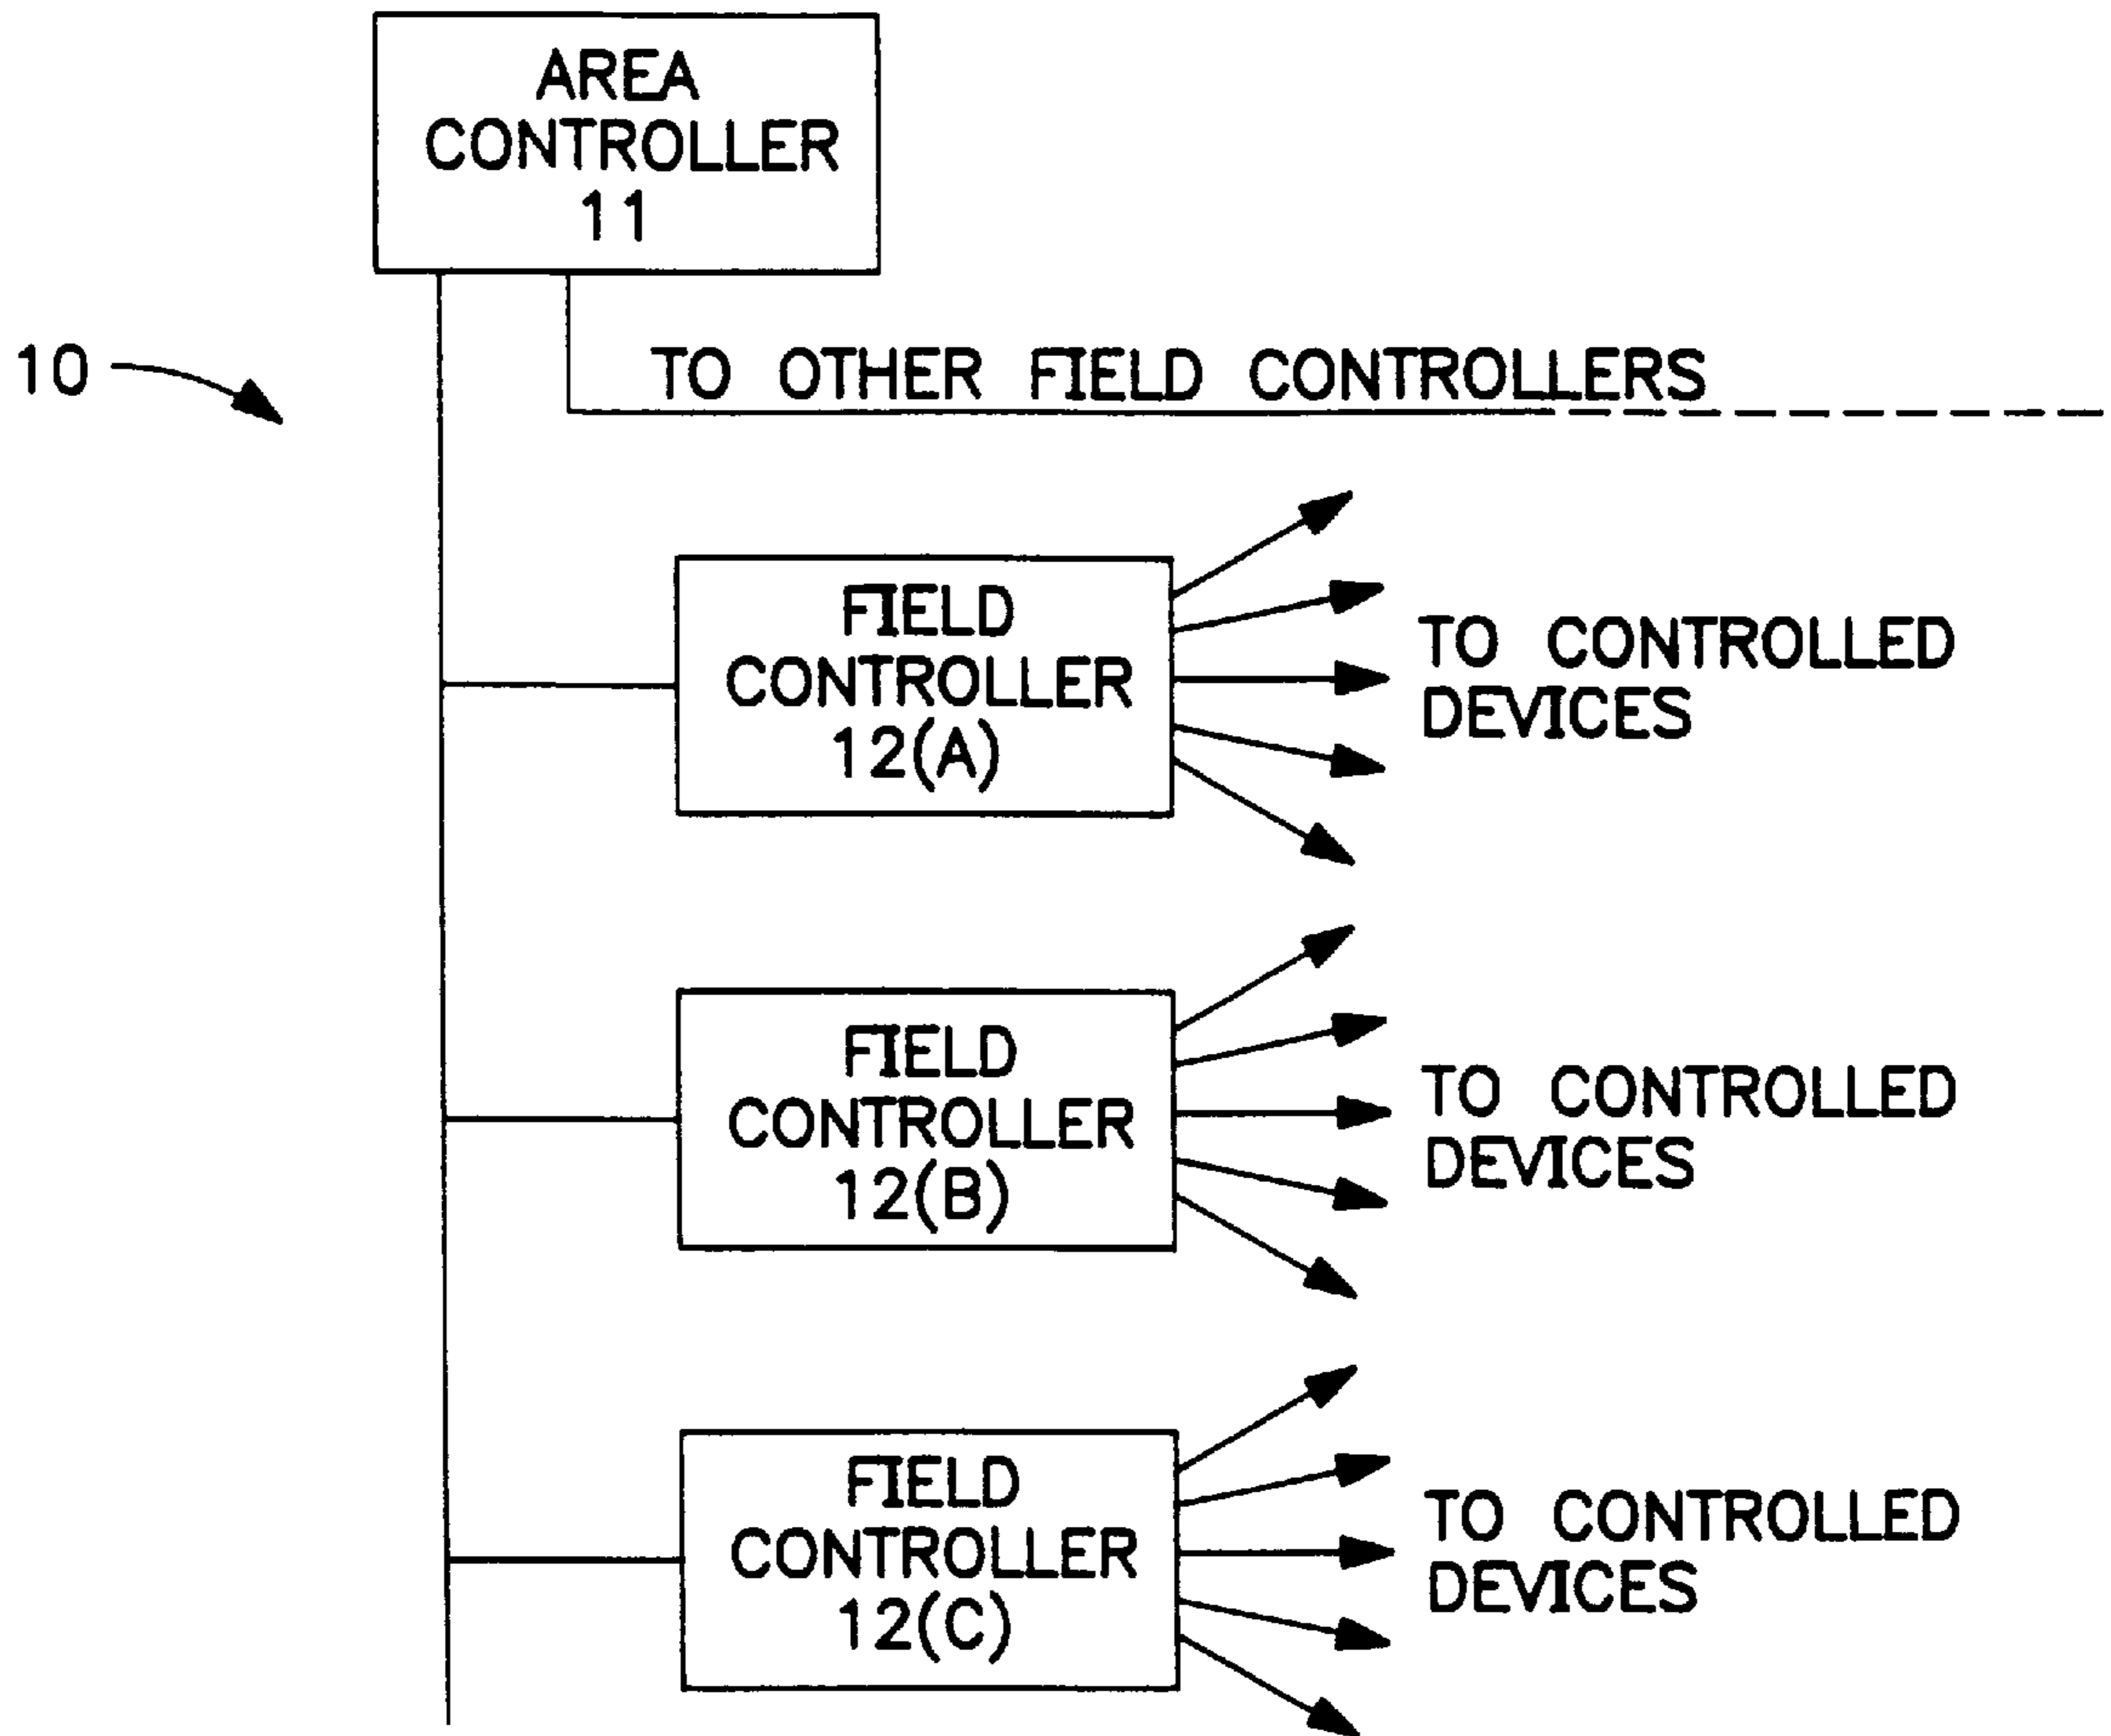 AREA
CONTROLLER
11
10
TO OTHER FIELD CONTROLLERS
FIELD
CONTROLLER
12(A)
TO CONTROLLED
DEVICES
FIELD
CONTROLLER
12(B)
TO CONTROLLED
DEVICES
FIELD
CONTROLLER
12(C)
TO CONTROLLED
DEVICES